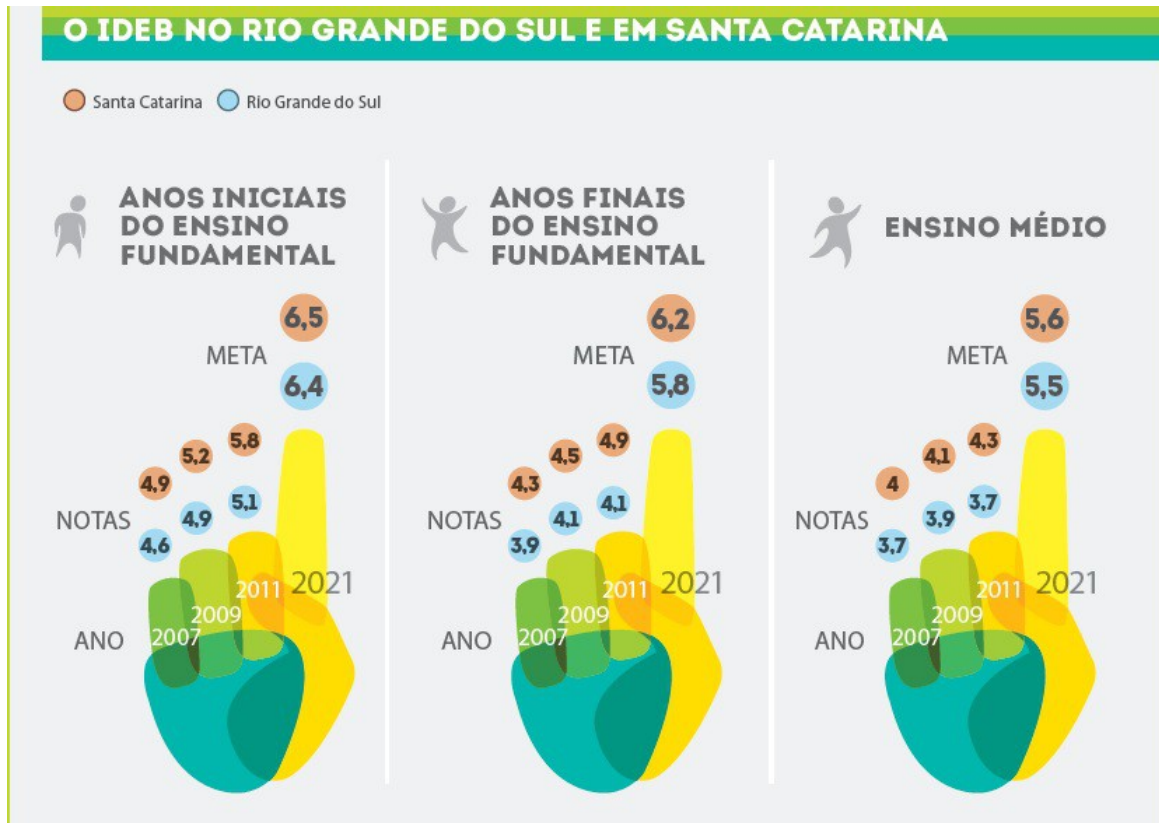 O IDEB NO RIO GRANDE DO SUL E EM SANTA CATARINA
Santa Catarina
Rio Grande do Sul
ANOS INICIAIS
DO ENSINO
FUNDAMENTAL
6,5
META
6,4
5,8
5,2
4,9
5,1
4,9
NOTAS
4,6
2021
2011
2009
ANO
2007
ANOS FINAIS
DO ENSINO
FUNDAMENTAL
6,2
META
5,8
4,9
4,5
4,3
4,1
4,1
NOTAS
3,9
2021
2011
2009
ANO
2007
ENSINO MÉDIO
5,6
META
5,5
4,3
4,1
4
3,7
3,9
NOTAS
3,7
2021
2011
2009
ANO
2007